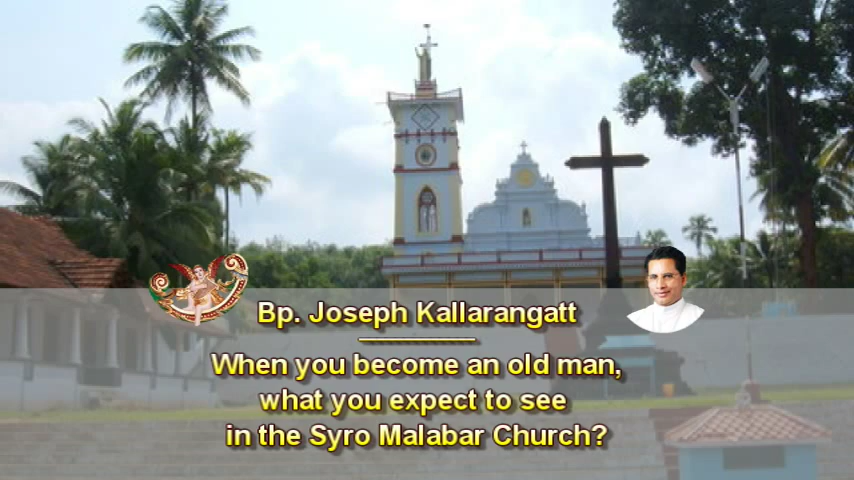 Bp. Joseph Kallarangatt
When you become an old man,
what you expect to see
in the Syro Malabar Church?